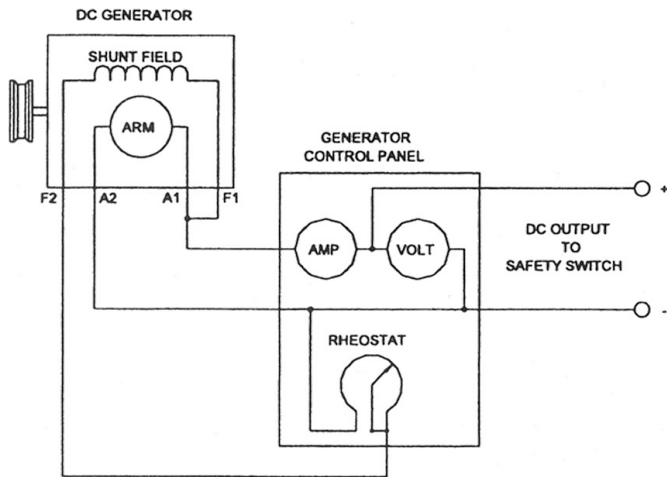 DC GENERATOR
SHUNT FIELD
ARM
F2 A2 A1 F1
GENERATOR
CONTROL PANEL
AMP VOLT
+
DC OUTPUT
TO
SAFETY SWITCH
-
RHEOSTAT